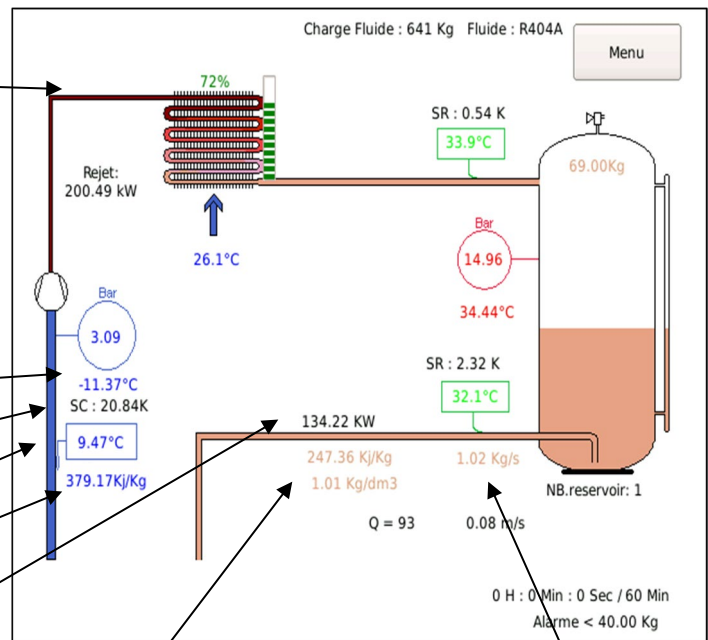 Charge Fluide : 641 Kg Fluide : R404A
Menu
72%
SR : 0.54 K
33.9°C
69.00Kg
Rejet:
200.49 kW
Bar
14.96
26.1°C
34.44°C
Bar
3.09
-11.37°C
SC : 20.84K
9.47°C
379.17Kj/Kg
SR : 2.32 K
32.1°C
134.22 KW
247.36 Kj/Kg
1.02 Kg/s
1.01 Kg/dm3
NB.reservoir: 1
Q = 93
0.08 m/s
0 H : 0 Min : 0 Sec / 60 Min
Alarme < 40.00 Kg